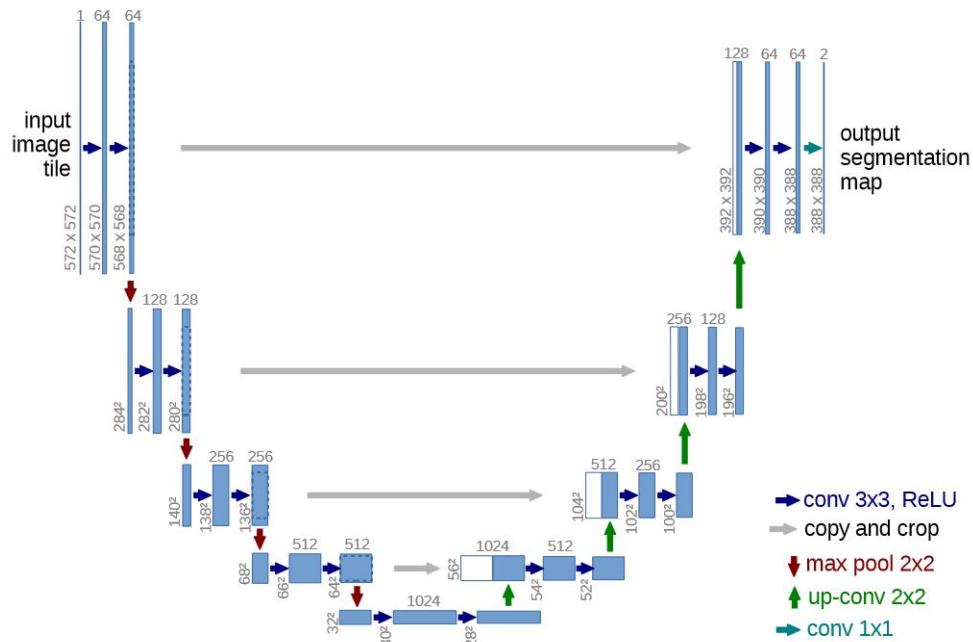 1 64 64
128
64
64
2
input
image
tile
output
segmentation
map
572 x 572
570 x 570
568 x 568
392 x 392
390 x 390
388 x 388
388 x 388
128 128
256 128
284²
282²
280²
200²
198²
196²
256 256
512 256
140²
138²
136²
104²
102²
100²
512 512
1024 512
68²
66²
64²
56²
54²
52²
1024
32²
conv 3x3, ReLU
copy and crop
max pool 2x2
up-conv 2x2
conv 1x1